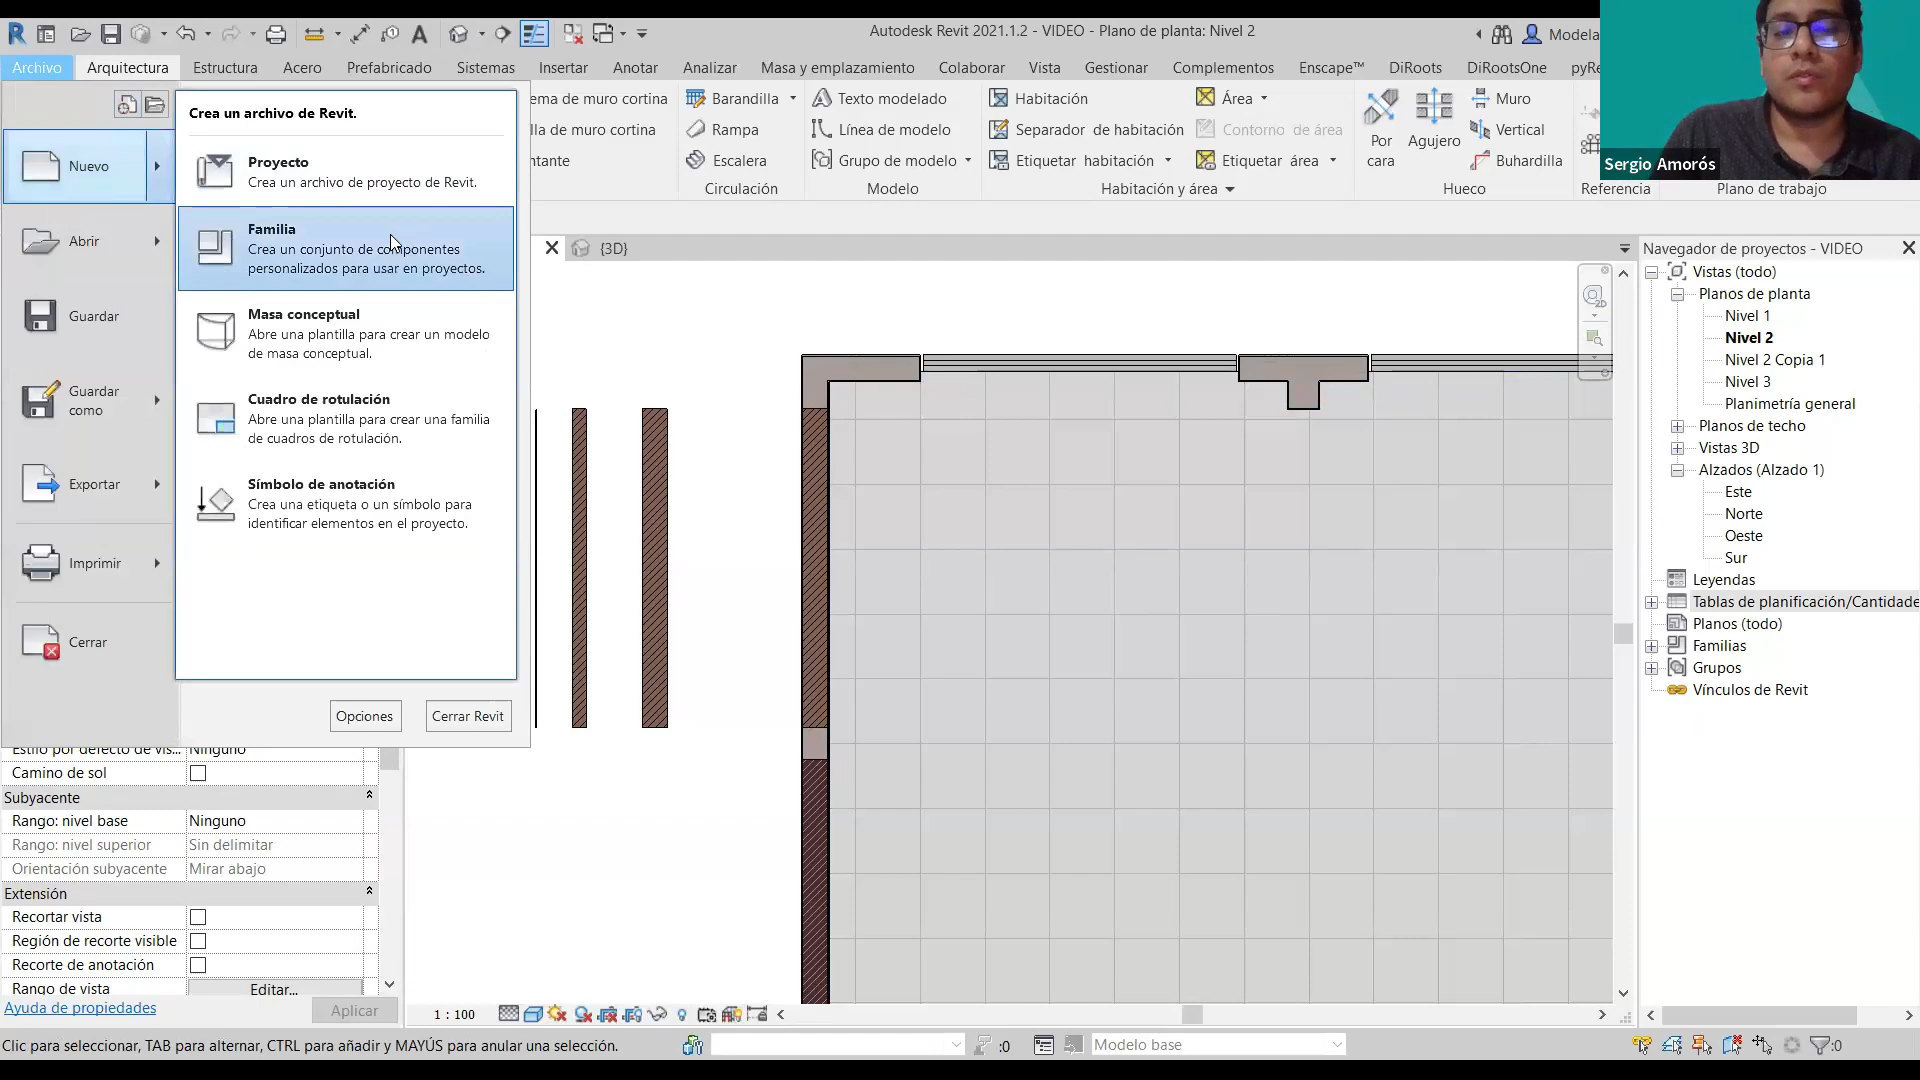 Autodesk Revit 2021.1.2 - VIDEO - Plano de planta: Nivel 2
Archivo
Arquitectura
Estructura
Acero
Prefabricado
Sistemas
Insertar
Anotar
Analizar
Masa y emplazamiento
Colaborar
Vista
Gestionar
Complementos
Enscape™
DiRoots
DiRootsOne
Sergio Amorós
Crea un archivo de Revit.
Nuevo
Abrir
Guardar
Guardar
como
Exportar
Imprimir
Cerrar
Proyecto
Crea un archivo de proyecto de Revit.
Familia
Crea un conjunto de componentes
personalizados para usar en proyectos.
Masa conceptual
Abre una plantilla para crear un modelo
de masa conceptual.
Cuadro de rotulación
Abre una plantilla para crear una familia
de cuadros de rotulación.
Símbolo de anotación
Crea una etiqueta o un símbolo para
identificar elementos en el proyecto.
Opciones
Cerrar Revit
de muro cortina
de muro cortina
Barandilla
Rampa
Escalera
Circulación
Texto modelado
Línea de modelo
Grupo de modelo
Modelo
Habitación
Separador de habitación
Etiquetar habitación
Habitación y área
Área
Contorno de área
Etiquetar área
Por
cara
Agujero
Muro
Vertical
Buhardilla
Hueco
Referencia
Plano de trabajo
{3D}
2D
Navegador de proyectos - VIDEO
Vistas (todo)
Planos de planta
Nivel 1
Nivel 2
Nivel 2 Copia 1
Nivel 3
Planimetría general
Planos de techo
Vistas 3D
Alzados (Alzado 1)
Este
Norte
Oeste
Sur
Leyendas
Tablas de planificación/Cantidade
Planos (todo)
Familias
Grupos
Vínculos de Revit
Estilo por defecto de vis... Ninguno
Camino de sol
Subyacente
Rango: nivel base Ninguno
Rango: nivel superior Sin delimitar
Orientación subyacente Mirar abajo
Extensión
Recortar vista
Región de recorte visible
Recorte de anotación
Rango de vista Editar...
Ayuda de propiedades
Aplicar
1 : 100
Clic para seleccionar, TAB para alternar, CTRL para añadir y MAYÚS para anular una selección.
:0
Modelo base
:0